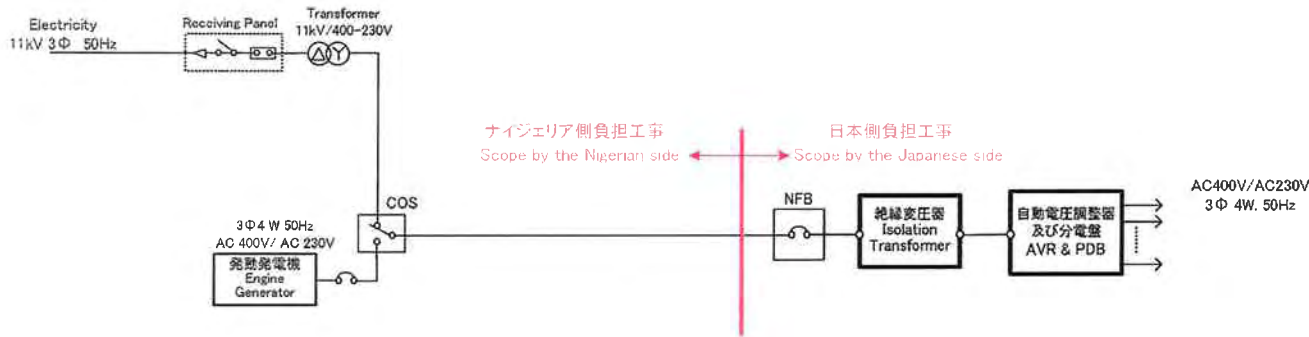 Electricity
11kV 3Φ 50Hz
Receiving Panel
Transformer
11kV/400-230V
ナイジェリア側負担工事
Scope by the Nigerian side
日本側負担工事
Scope by the Japanese side
COS
3Φ4 W 50Hz
AC 400V/ AC 230V
発動発電機
Engine
Generator
NFB
絶縁変圧器
Isolation
Transformer
自動電圧調整器
及び分電盤
AVR & PDB
AC400V/AC230V
3Φ 4W. 50Hz